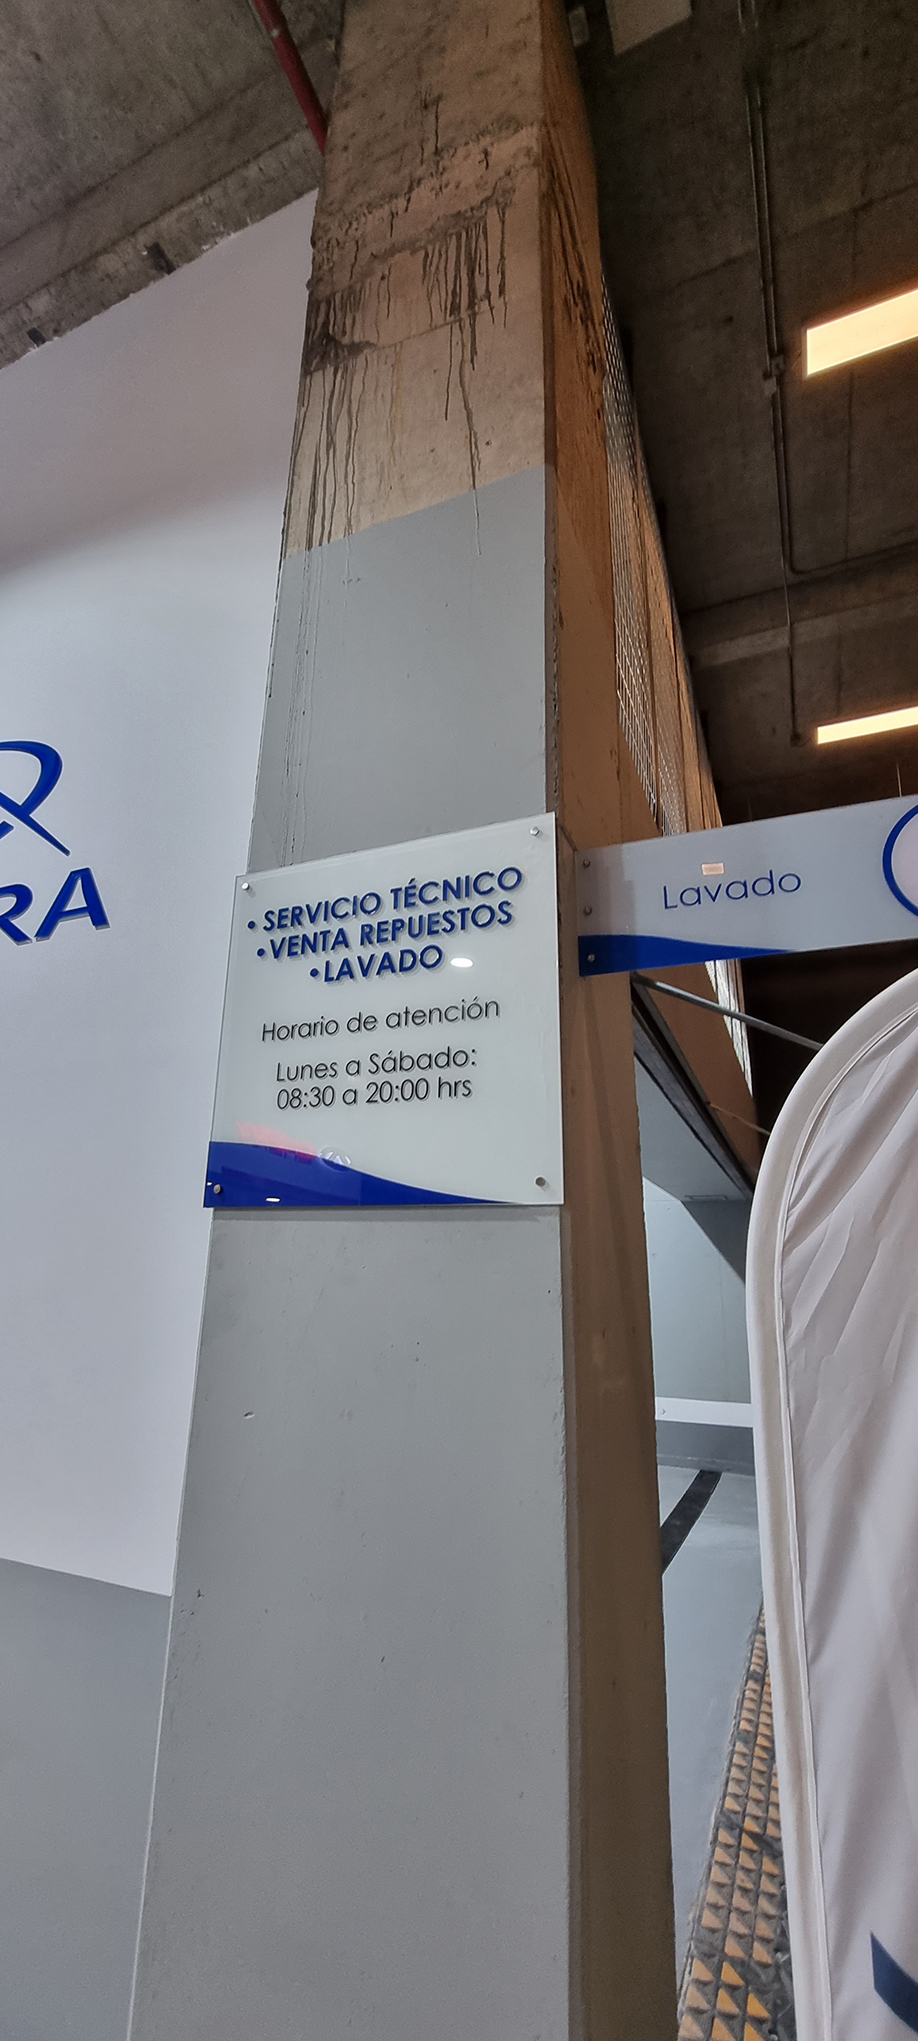 RA
• SERVICIO TÉCNICO
• VENTA REPUESTOS
• LAVADO
Horario de atención
Lunes a Sábado:
08:30 a 20:00 hrs
Lavado